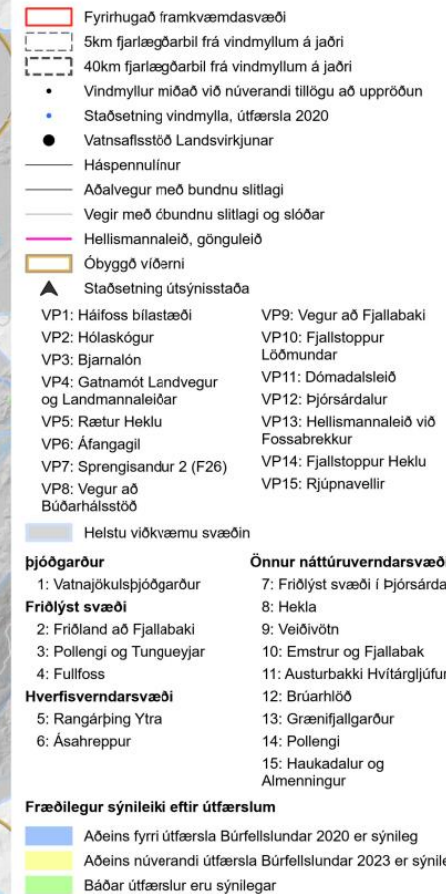 Fyrirhugað framkvæmdasvæði
5km fjarlægðarbil frá vindmyllum á jaðri
40km fjarlægðarbil frá vindmyllum á jaðri
Vindmyllur miðað við núverandi tillögu að uppröðun
Staðsetning vindmylla, útfærsla 2020
Vatnsaflsstöð Landsvirkjunar
Háspennulínur
Aðalvegur með bundnu slitlagi
Vegir með óbundnu slitlagi og slóðar
Hellismannaleið, gönguleið
Óbyggð víðerni
Staðsetning útsýnisstaða
VP1: Háifoss bílastæði
VP2: Hólaskógur
VP3: Bjarnalón
VP4: Gatnamót Landvegur
og Landmannaleiðar
VP5: Rætur Heklu
VP6: Áfangagil
VP7: Sprengisandur 2 (F26)
VP8: Vegur að
Búðarhálsstöð
VP9: Vegur að Fjallabaki
VP10: Fjallstoppur
Löðmundar
VP11: Dómadalsleið
VP12: Þjórsárdalur
VP13: Hellismannaleið við
Fossabrekkur
VP14: Fjallstoppur Heklu
VP15: Rjúpnavellir
Helstu viðkvæmu svæðin
þjóðgarður
1: Vatnajökulsþjóðgarður
Friðlýst svæði
2: Friðland að Fjallabaki
3: Pollengi og Tungueyjar
4: Fullfoss
Hverfisverndarsvæði
5: Rangárþing Ytra
6: Ásahreppur
Önnur náttúruverndarsvæði
7: Friðlýst svæði í Þjórsárda
8: Hekla
9: Veiðivötn
10: Emstrur og Fjallabak
11: Austurbakki Hvítárgljúfur
12: Brúarhlöð
13: Grænifjallgarður
14: Pollengi
15: Haukadalur og
Almenningur
Fræðilegur sýnileiki eftir útfærslum
Aðeins fyrri útfærsla Búrfellslundar 2020 er sýnileg
Aðeins núverandi útfærsla Búrfellslundar 2023 er sýnile
Báðar útfærslur eru sýnilegar